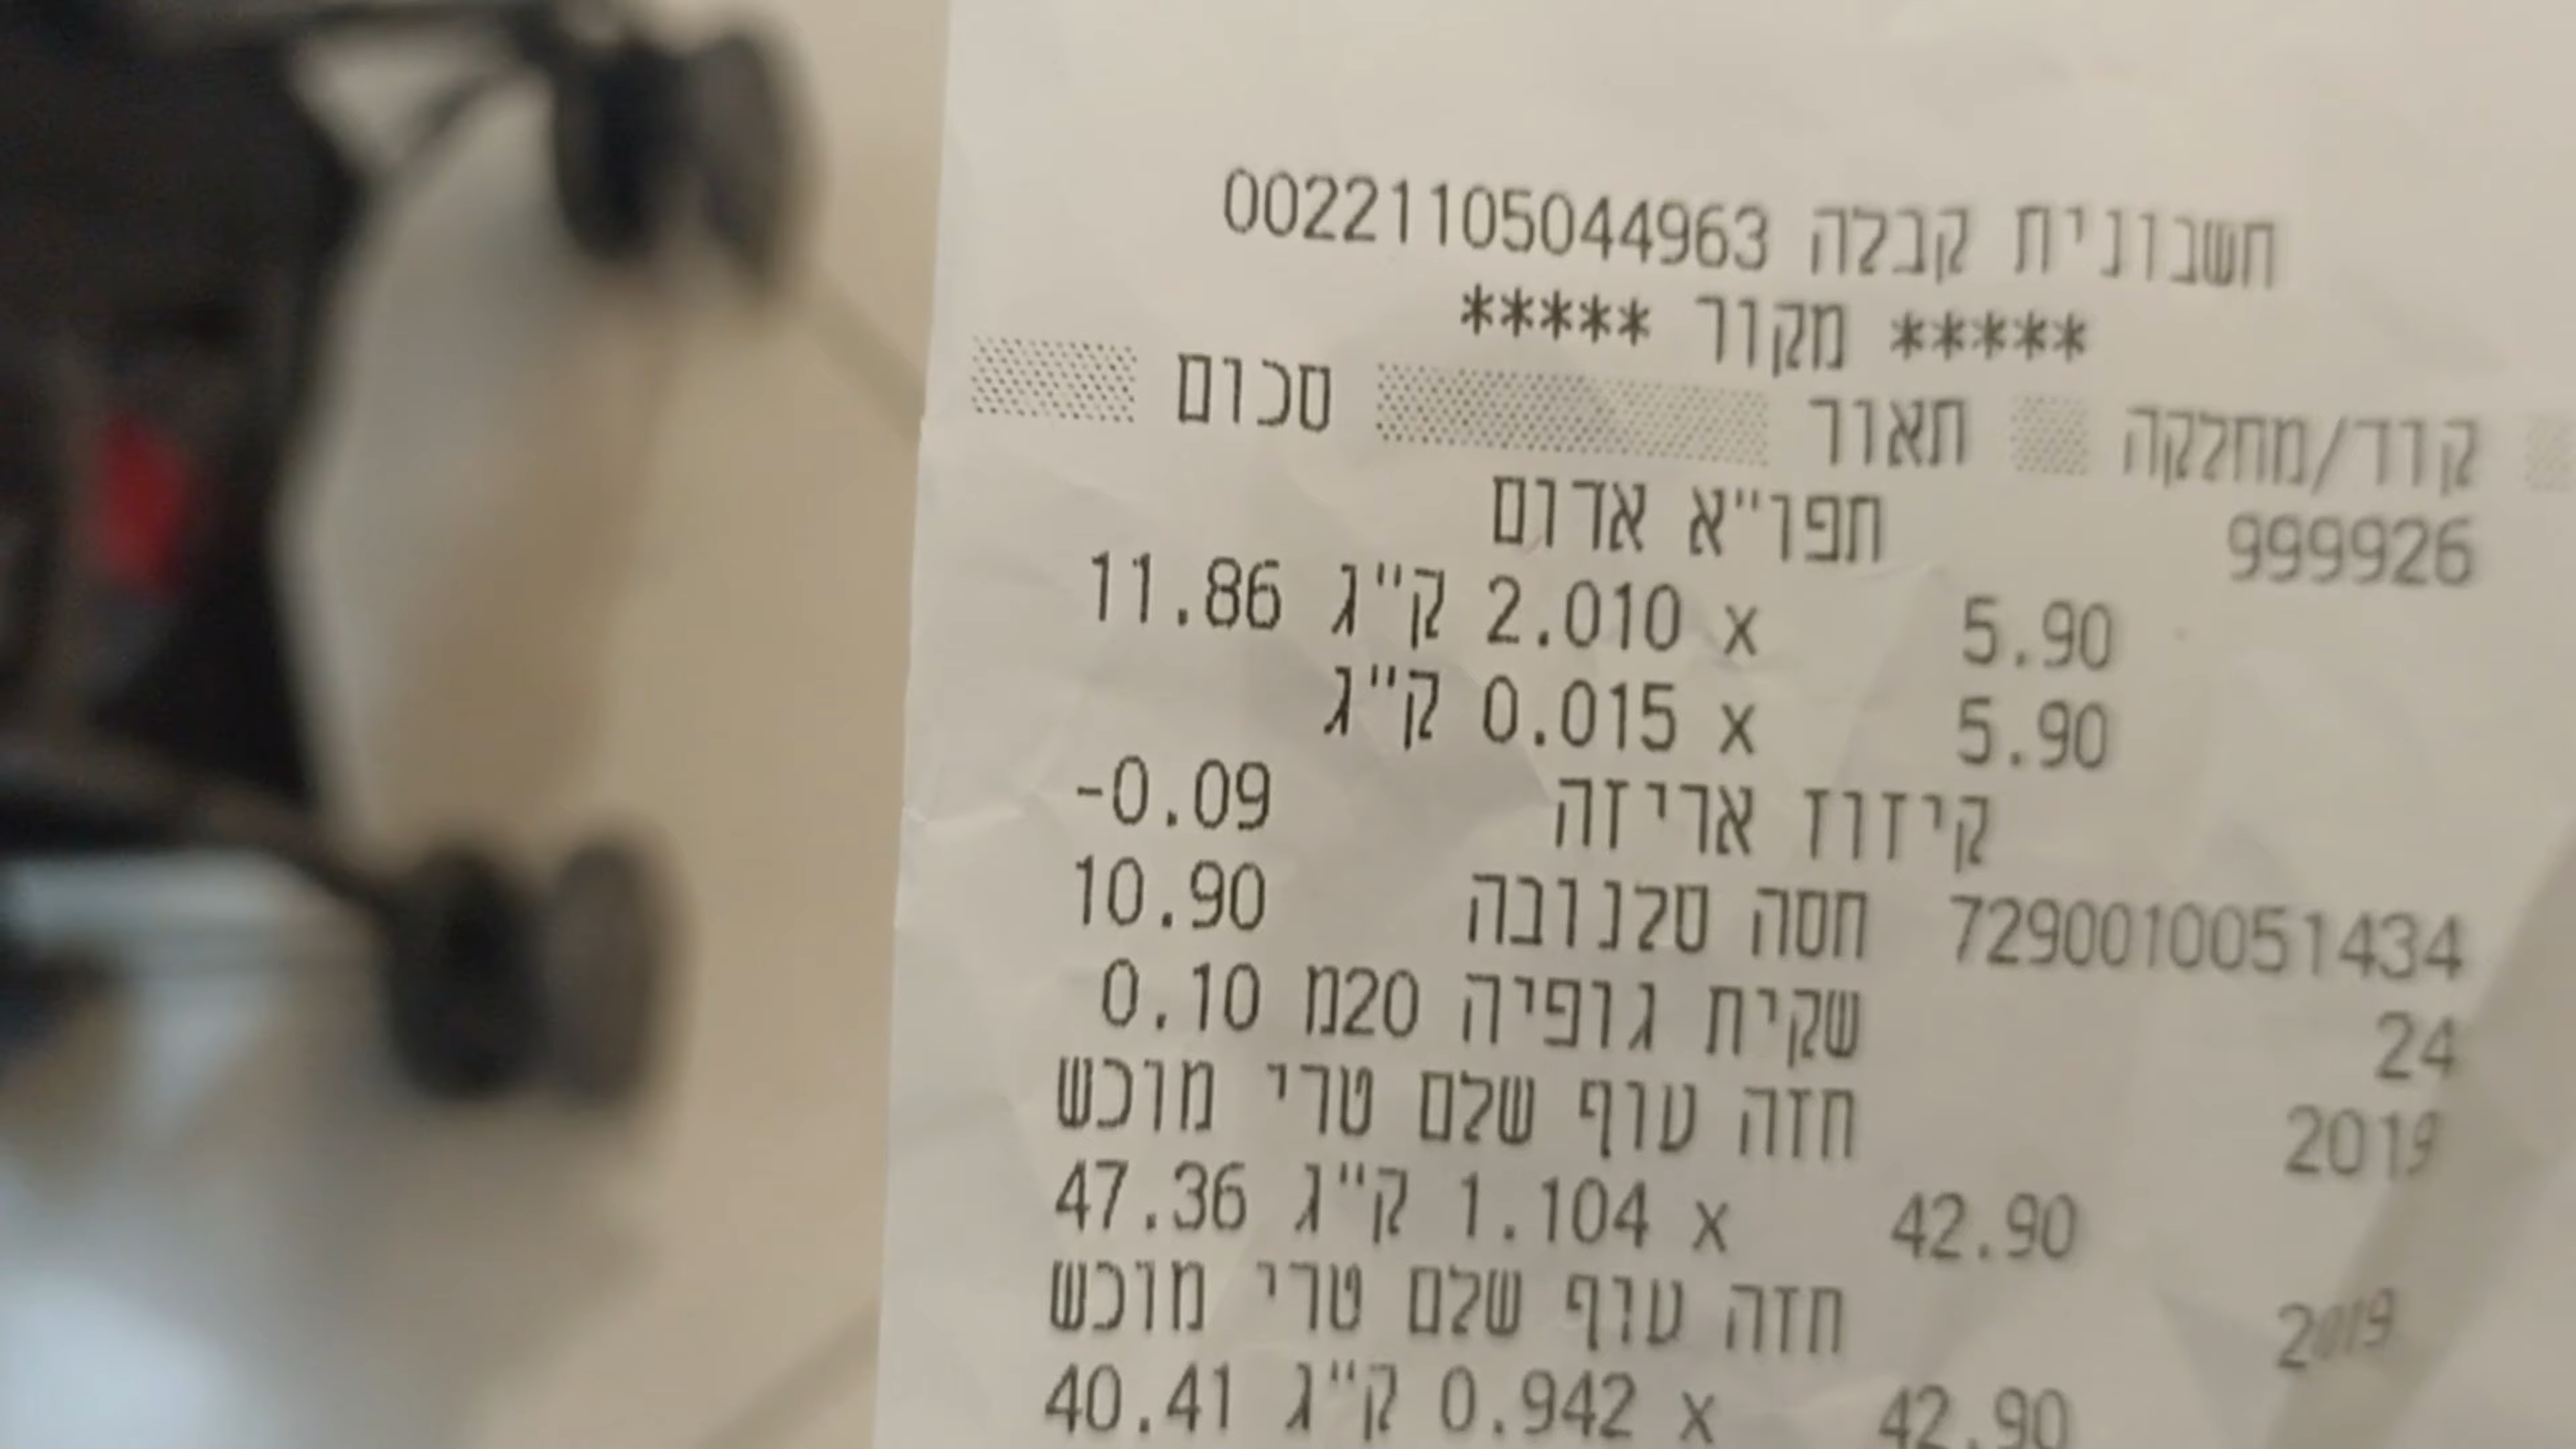 חשבונית קבלה 00221105044963
***** מקור *****
קוד/מחלקה תאור סכום
999926 תפו"א אדום
5.90 x 2.010 ק"ג 11.86
5.90 x 0.015 ק"ג
קיזוז אריזה -0.09
7290010051434 חסה סלנובה 10.90
24 שקית גופיה 20מ 0.10
2019 חזה עוף שלם טרי מוכש
42.90 x 1.104 ק"ג 47.36
2019 חזה עוף שלם טרי מוכש
42.90 x 0.942 ק"ג 40.41